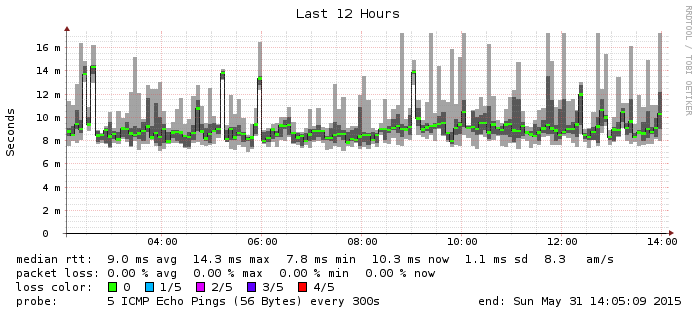 Last 12 Hours
RRDTOOL / TOBI OETIKER
Seconds
16 m
14 m
12 m
10 m
8 m
6 m
4 m
2 m
0
04:00 06:00 08:00 10:00 12:00 14:00
median rtt: 9.0 ms avg 14.3 ms max 7.8 ms min 10.3 ms now 1.1 ms sd 8.3 am/s
packet loss: 0.00 % avg 0.00 % max 0.00 % min 0.00 % now
loss color: 0 1/5 2/5 3/5 4/5
probe: 5 ICMP Echo Pings (56 Bytes) every 300s end: Sun May 31 14:05:09 2015